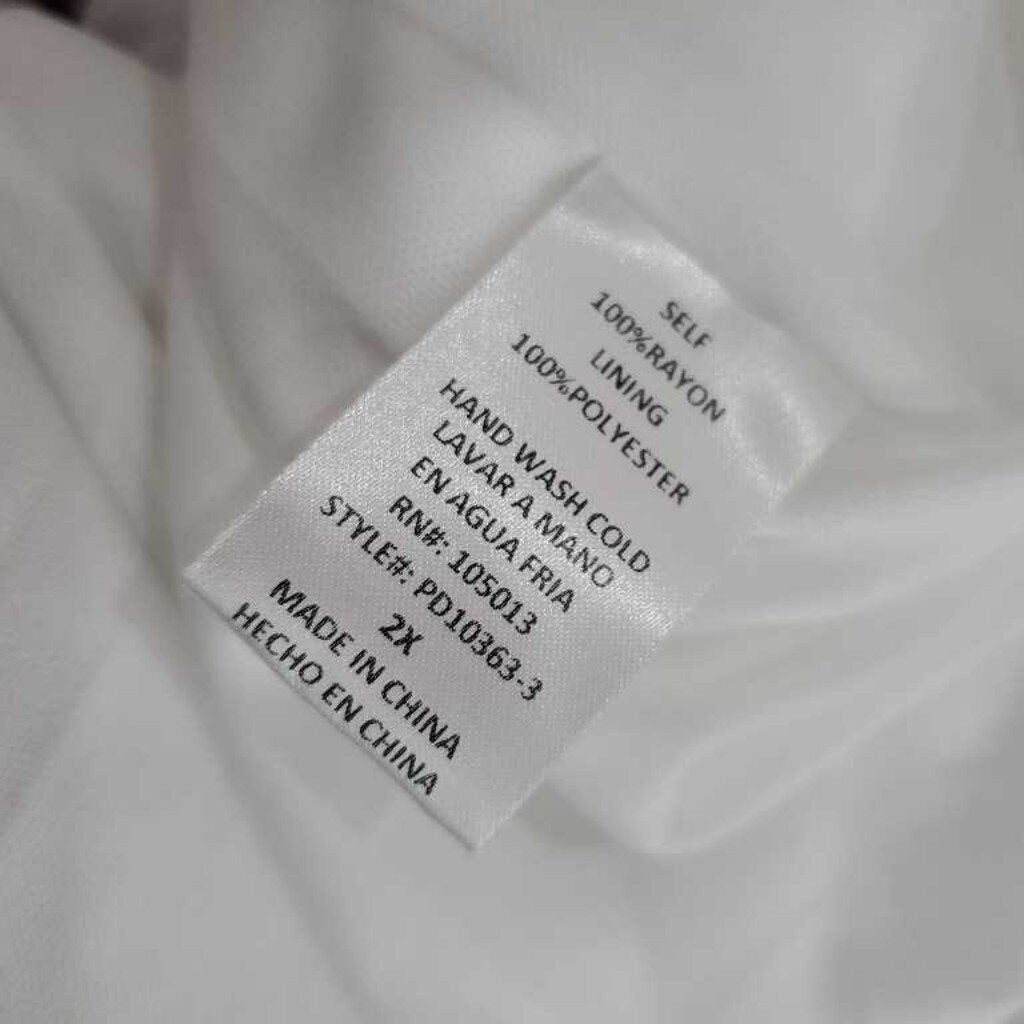 SELF
100%RAYON
LINING
100%POLYESTER
HAND WASH COLD
LAVAR A MANO
EN AGUA FRIA
RN#: 105013
STYLE#: PD10363-3
2X
MADE IN CHINA
HECHO EN CHINA